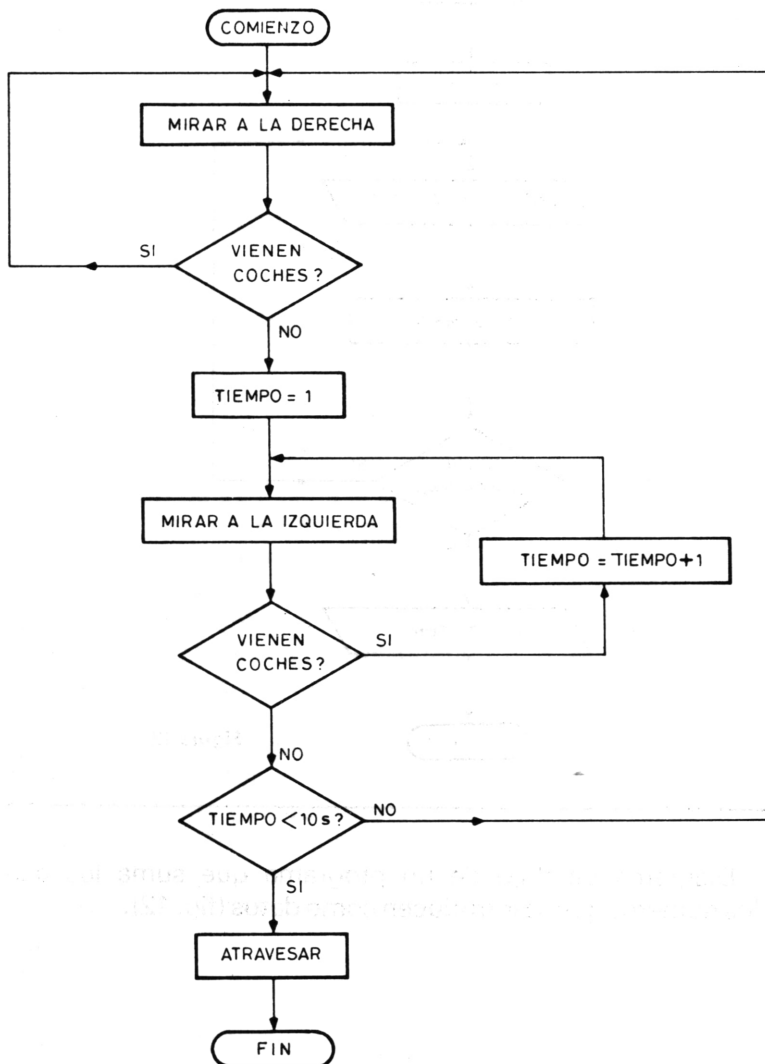 COMIENZO
MIRAR A LA DERECHA
SI
VIENEN
COCHES?
NO
TIEMPO = 1
MIRAR A LA IZQUIERDA
TIEMPO = TIEMPO+1
VIENEN
COCHES?
SI
NO
TIEMPO < 10 s?
NO
SI
ATRAVESAR
FIN